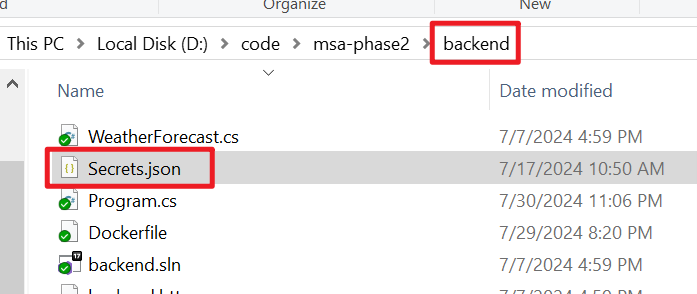 Organize New
This PC > Local Disk (D:) > code > msa-phase2 > backend
Name Date modified
WeatherForecast.cs 7/7/2024 4:59 PM
Secrets.json 7/17/2024 10:50 AM
Program.cs 7/30/2024 11:06 PM
Dockerfile 7/29/2024 8:20 PM
17 backend.sln 7/7/2024 4:59 PM